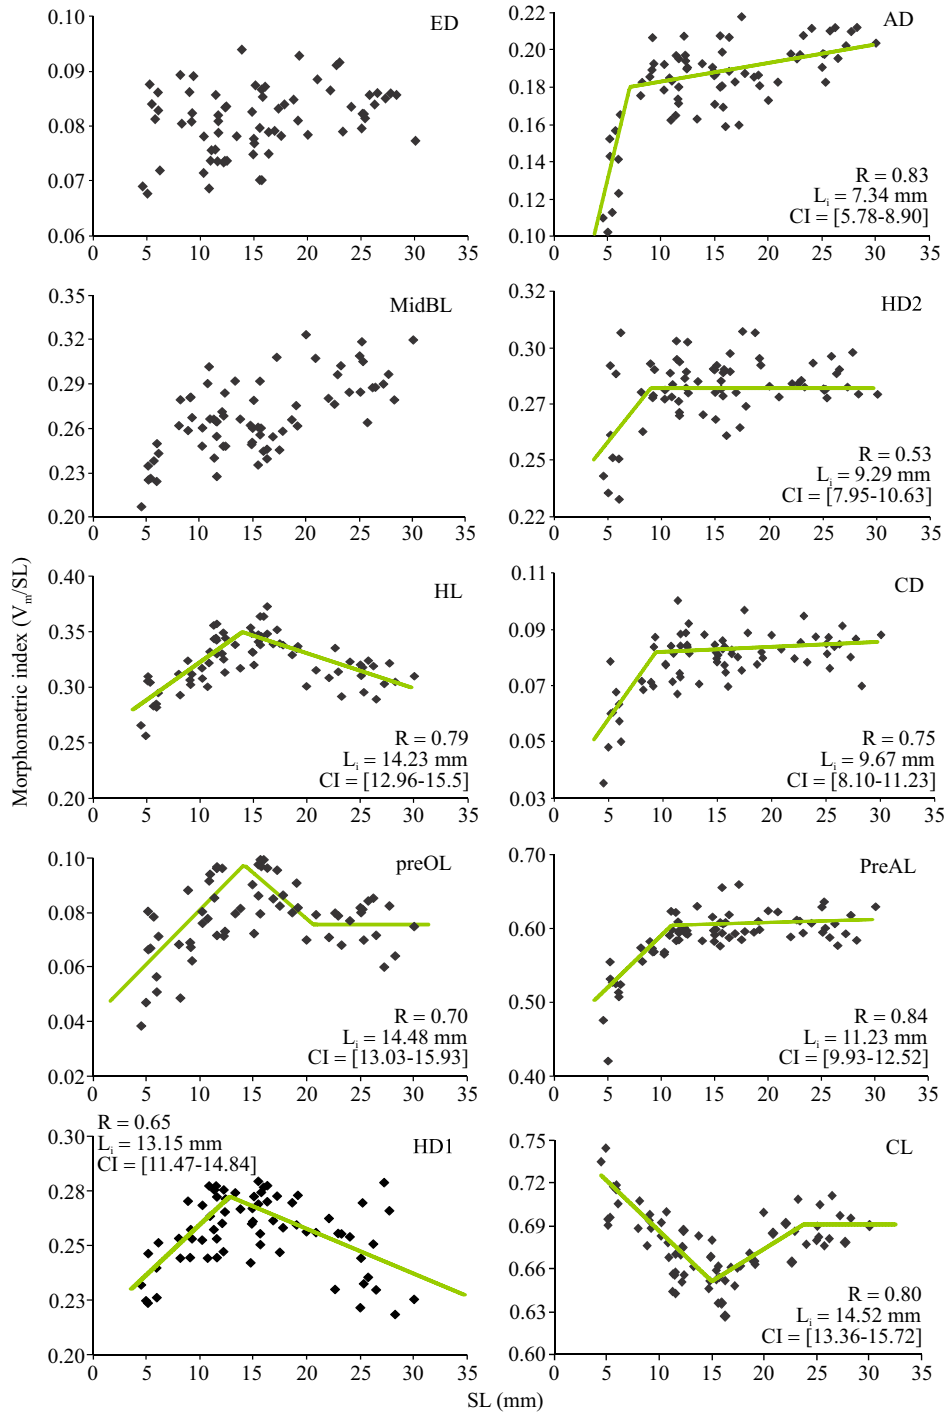 ED
0.10
0.09
0.08
0.07
0.06
0 5 10 15 20 25 30 35
AD
0.22
0.20
0.18
0.16
0.14
0.12
0.10
R = 0.83
Li = 7.34 mm
CI = [5.78-8.90]
0 5 10 15 20 25 30 35
MidBL
0.35
0.32
0.29
0.26
0.23
0.20
0 5 10 15 20 25 30 35
HD2
0.32
0.30
0.27
0.25
0.22
R = 0.53
Li = 9.29 mm
CI = [7.95-10.63]
0 5 10 15 20 25 30 35
Morphometric index (Vm/SL)
HL
0.40
0.35
0.30
0.25
0.20
R = 0.79
Li = 14.23 mm
CI = [12.96-15.5]
0 5 10 15 20 25 30 35
CD
0.11
0.09
0.07
0.05
0.03
R = 0.75
Li = 9.67 mm
CI = [8.10-11.23]
0 5 10 15 20 25 30 35
preOL
0.10
0.08
0.06
0.04
0.02
R = 0.70
Li = 14.48 mm
CI = [13.03-15.93]
0 5 10 15 20 25 30 35
PreAL
0.70
0.60
0.50
0.40
R = 0.84
Li = 11.23 mm
CI = [9.93-12.52]
0 5 10 15 20 25 30 35
R = 0.65
Li = 13.15 mm
CI = [11.47-14.84]
HD1
0.30
0.28
0.25
0.23
0.20
0 5 10 15 20 25 30 35
CL
0.75
0.72
0.69
0.66
0.63
0.60
R = 0.80
Li = 14.52 mm
CI = [13.36-15.72]
0 5 10 15 20 25 30 35
SL (mm)